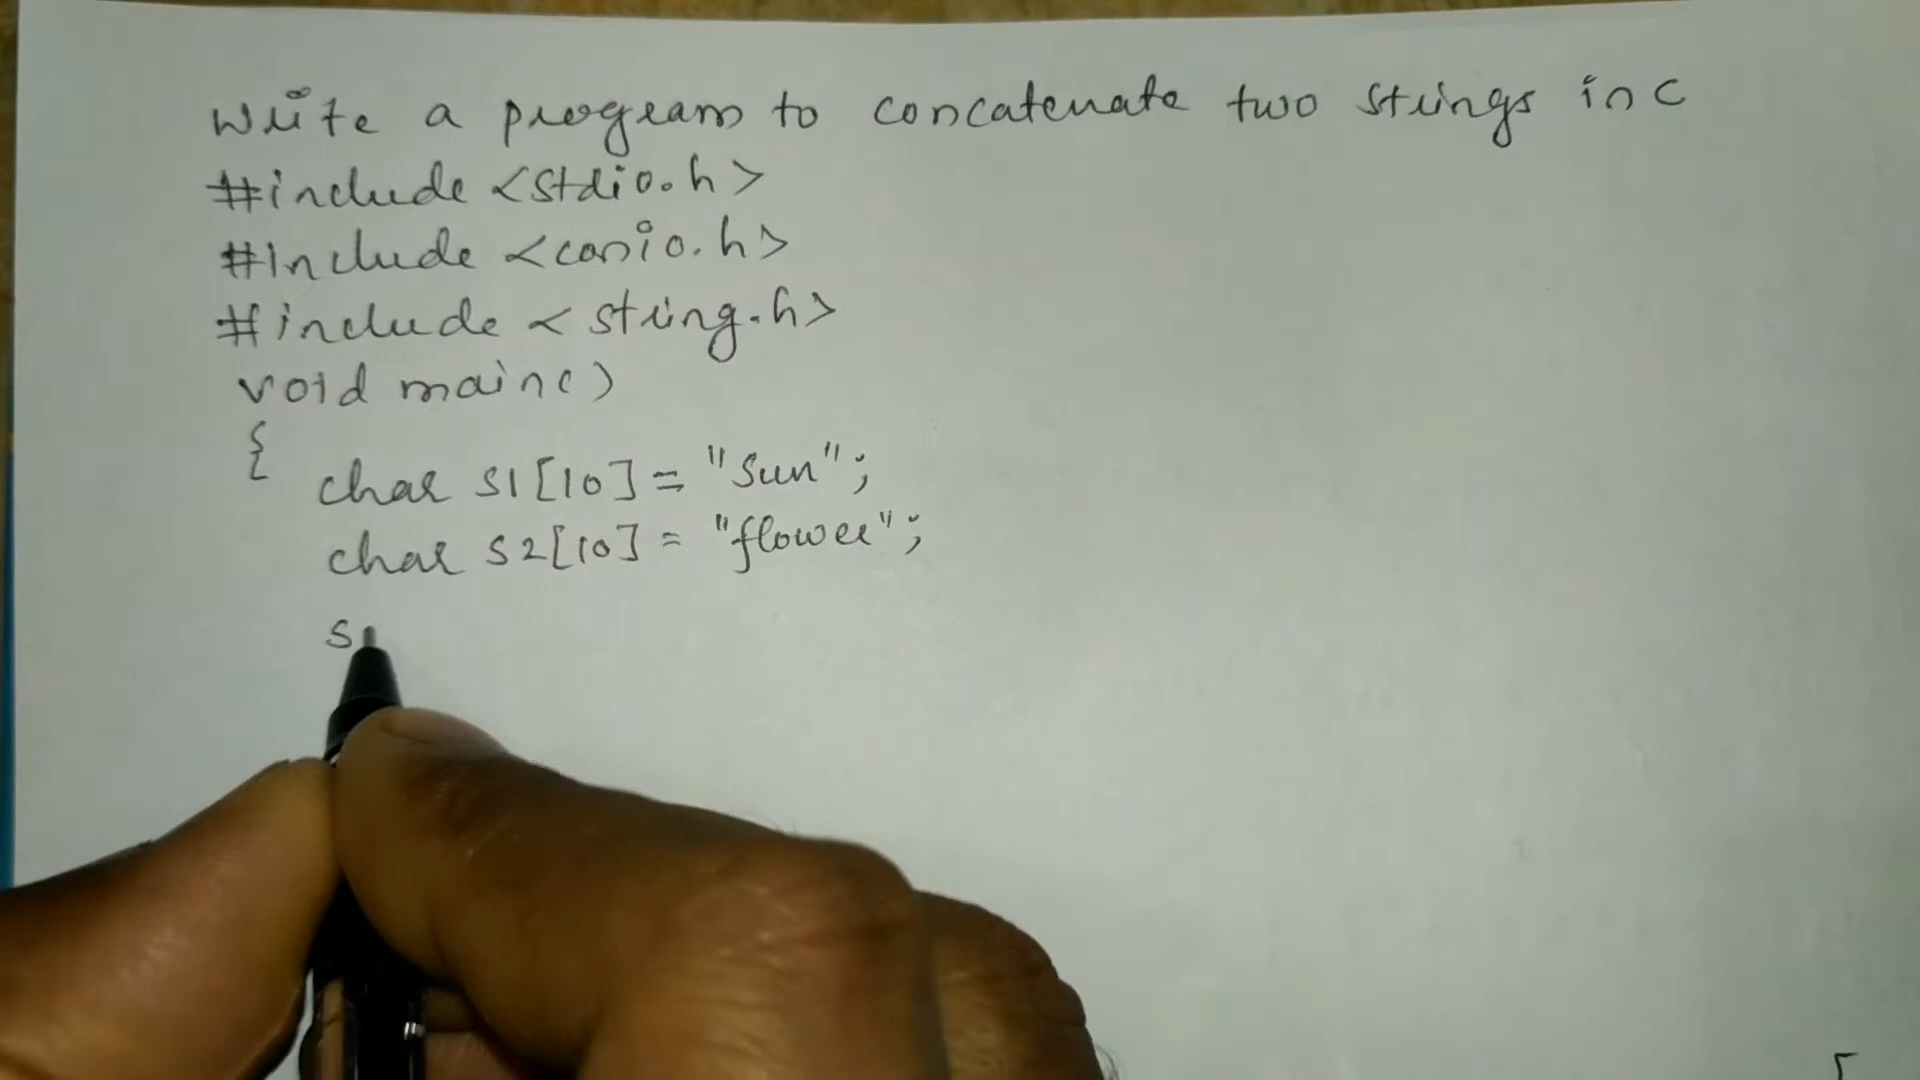 Write a program to concatenate two strings in c
#include <stdio.h>
#Include <conio.h>
#include < string.h>
void main()
{
char s1[10] = "Sun";
char s2[10] = "flower";
s